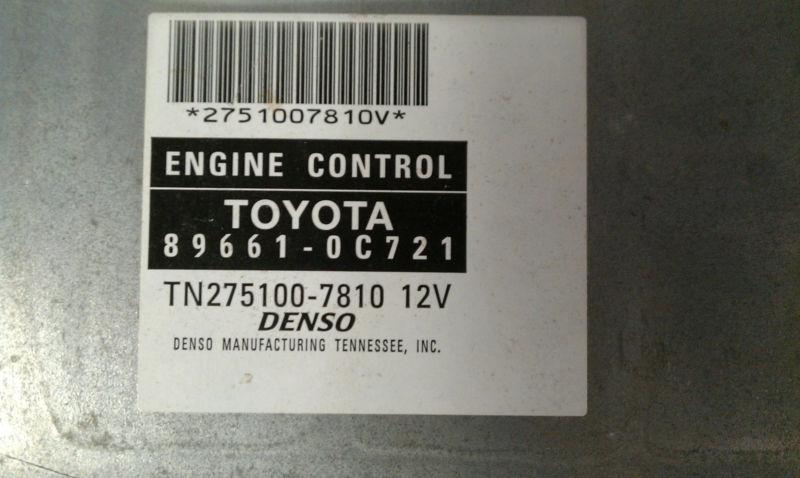 *2751007810V*
ENGINE CONTROL
TOYOTA
89661-0C721
TN275100-7810 12V
DENSO
DENSO MANUFACTURING TENNESSEE, INC.